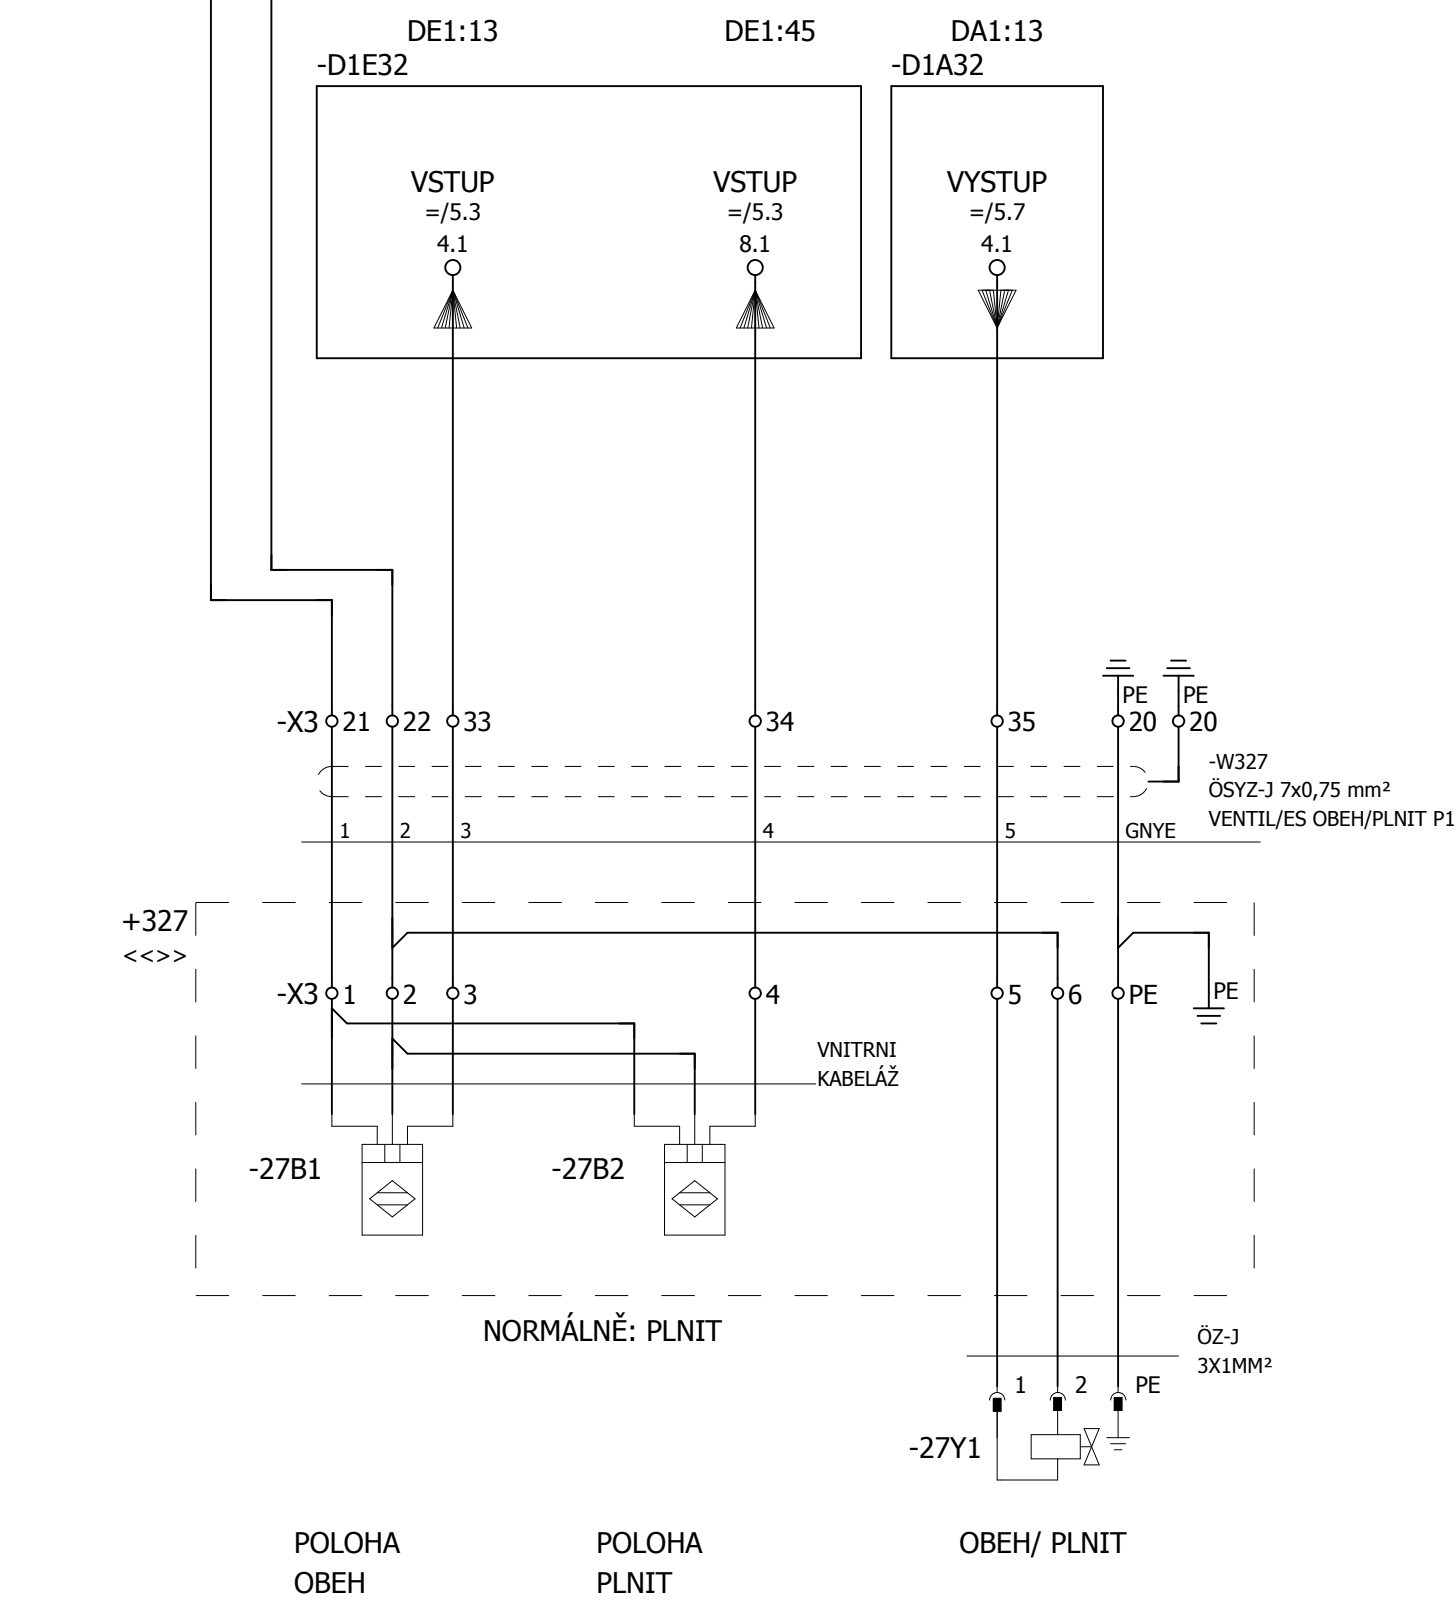 DE1:13 DE1:45 DA1:13
-D1E32 -D1A32
VSTUP VSTUP VYSTUP
=/5.3 =/5.3 =/5.7
4.1 8.1 4.1
PE PE
-X3 21 22 33 34 35 20 20
-W327
ÖSYZ-J 7x0,75 mm²
VENTIL/ES OBEH/PLNIT P1
1 2 3 4 5 GNYE
+327
<<>>
-X3 1 2 3 4 5 6 PE PE
VNITRNI
KABELÁŽ
-27B1 -27B2
NORMÁLNĚ: PLNIT
ÖZ-J
3X1MM²
1 2 PE
-27Y1
POLOHA POLOHA OBEH/ PLNIT
OBEH PLNIT